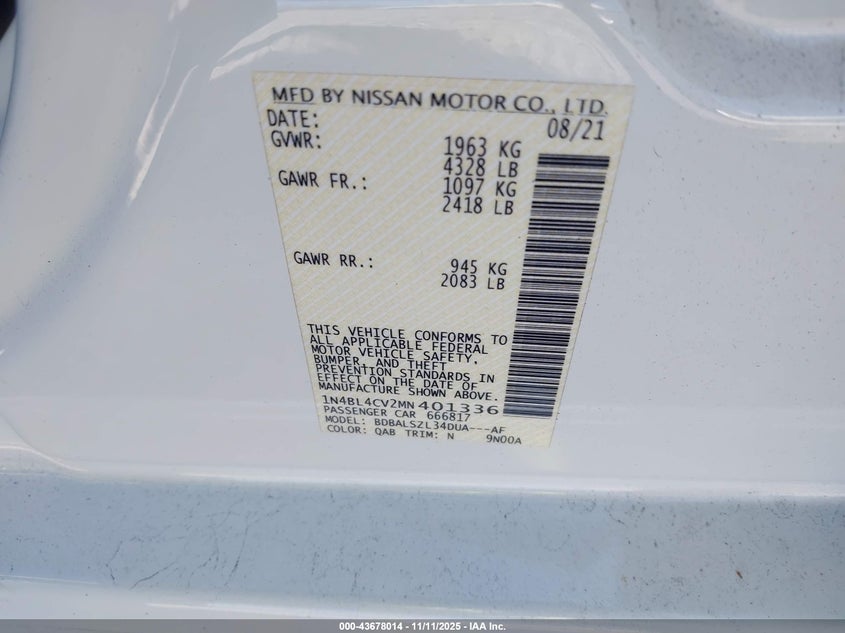 MFD BY NISSAN MOTOR CO., LTD.
DATE: 08/21
GVWR: 1963 KG
4328 LB
GAWR FR.: 1097 KG
2418 LB
GAWR RR.: 945 KG
2083 LB
THIS VEHICLE CONFORMS TO
ALL APPLICABLE FEDERAL
MOTOR VEHICLE SAFETY,
BUMPER, AND THEFT
PREVENTION STANDARDS IN
EFFECT ON THE DATE OF
MANUFACTURE SHOWN ABOVE.
1N4BL4CV2MN401336
PASSENGER CAR 666817
MODEL: BDBALSZL34DUA---AF
COLOR: QAB TRIM: N 9N00A
000-43678014 - 11/11/2025 - IAA Inc.